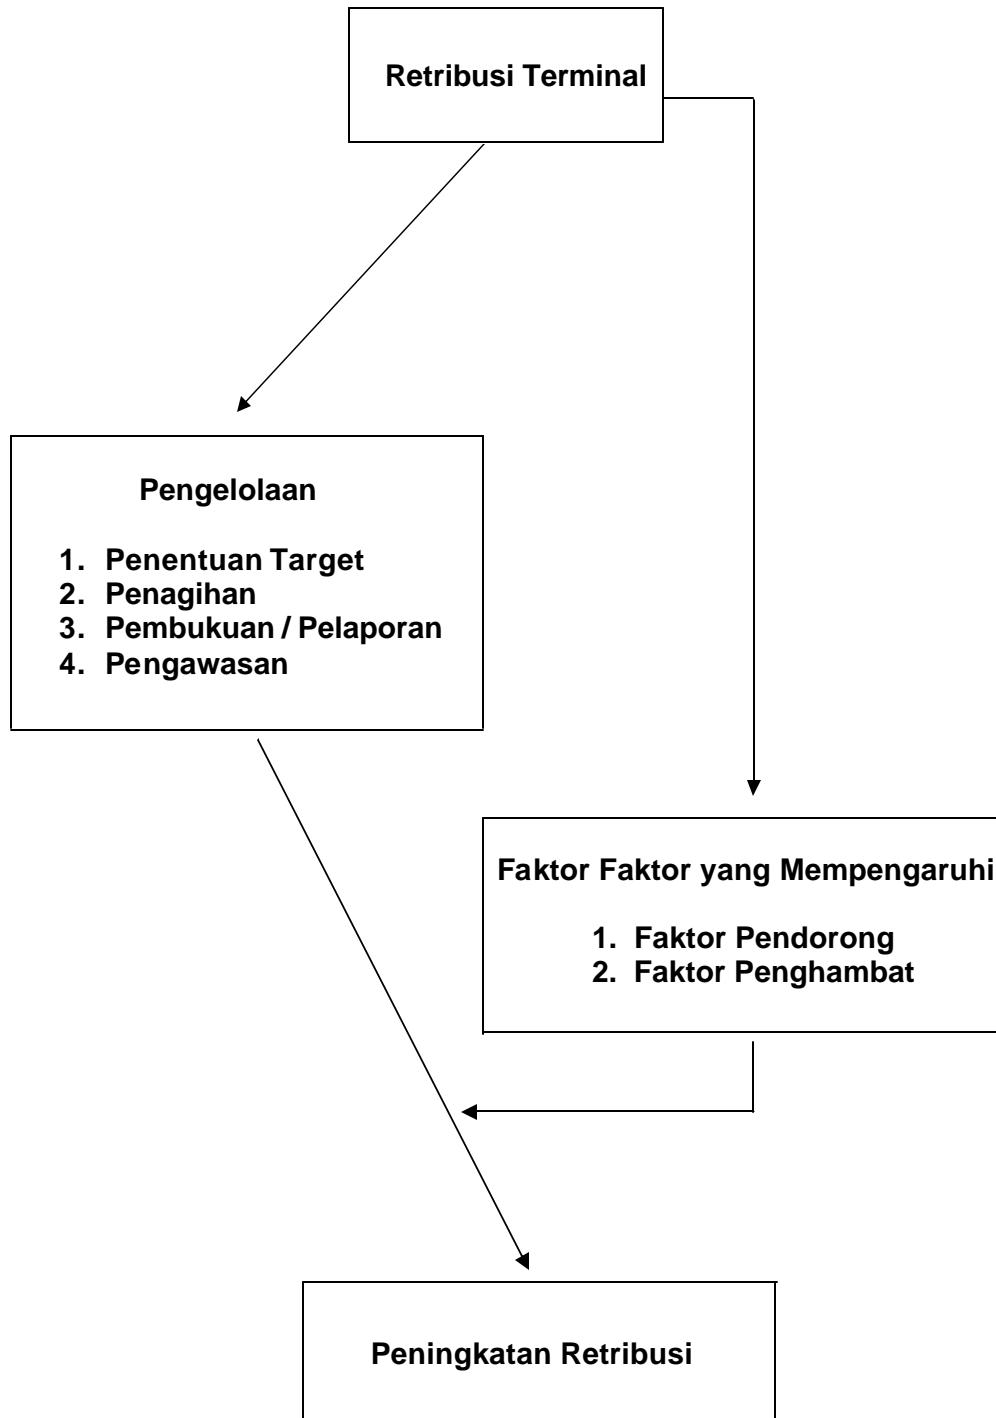 Retribusi Terminal
Pengelolaan
1. Penentuan Target
2. Penagihan
3. Pembukuan / Pelaporan
4. Pengawasan
Faktor Faktor yang Mempengaruhi
1. Faktor Pendorong
2. Faktor Penghambat
Peningkatan Retribusi